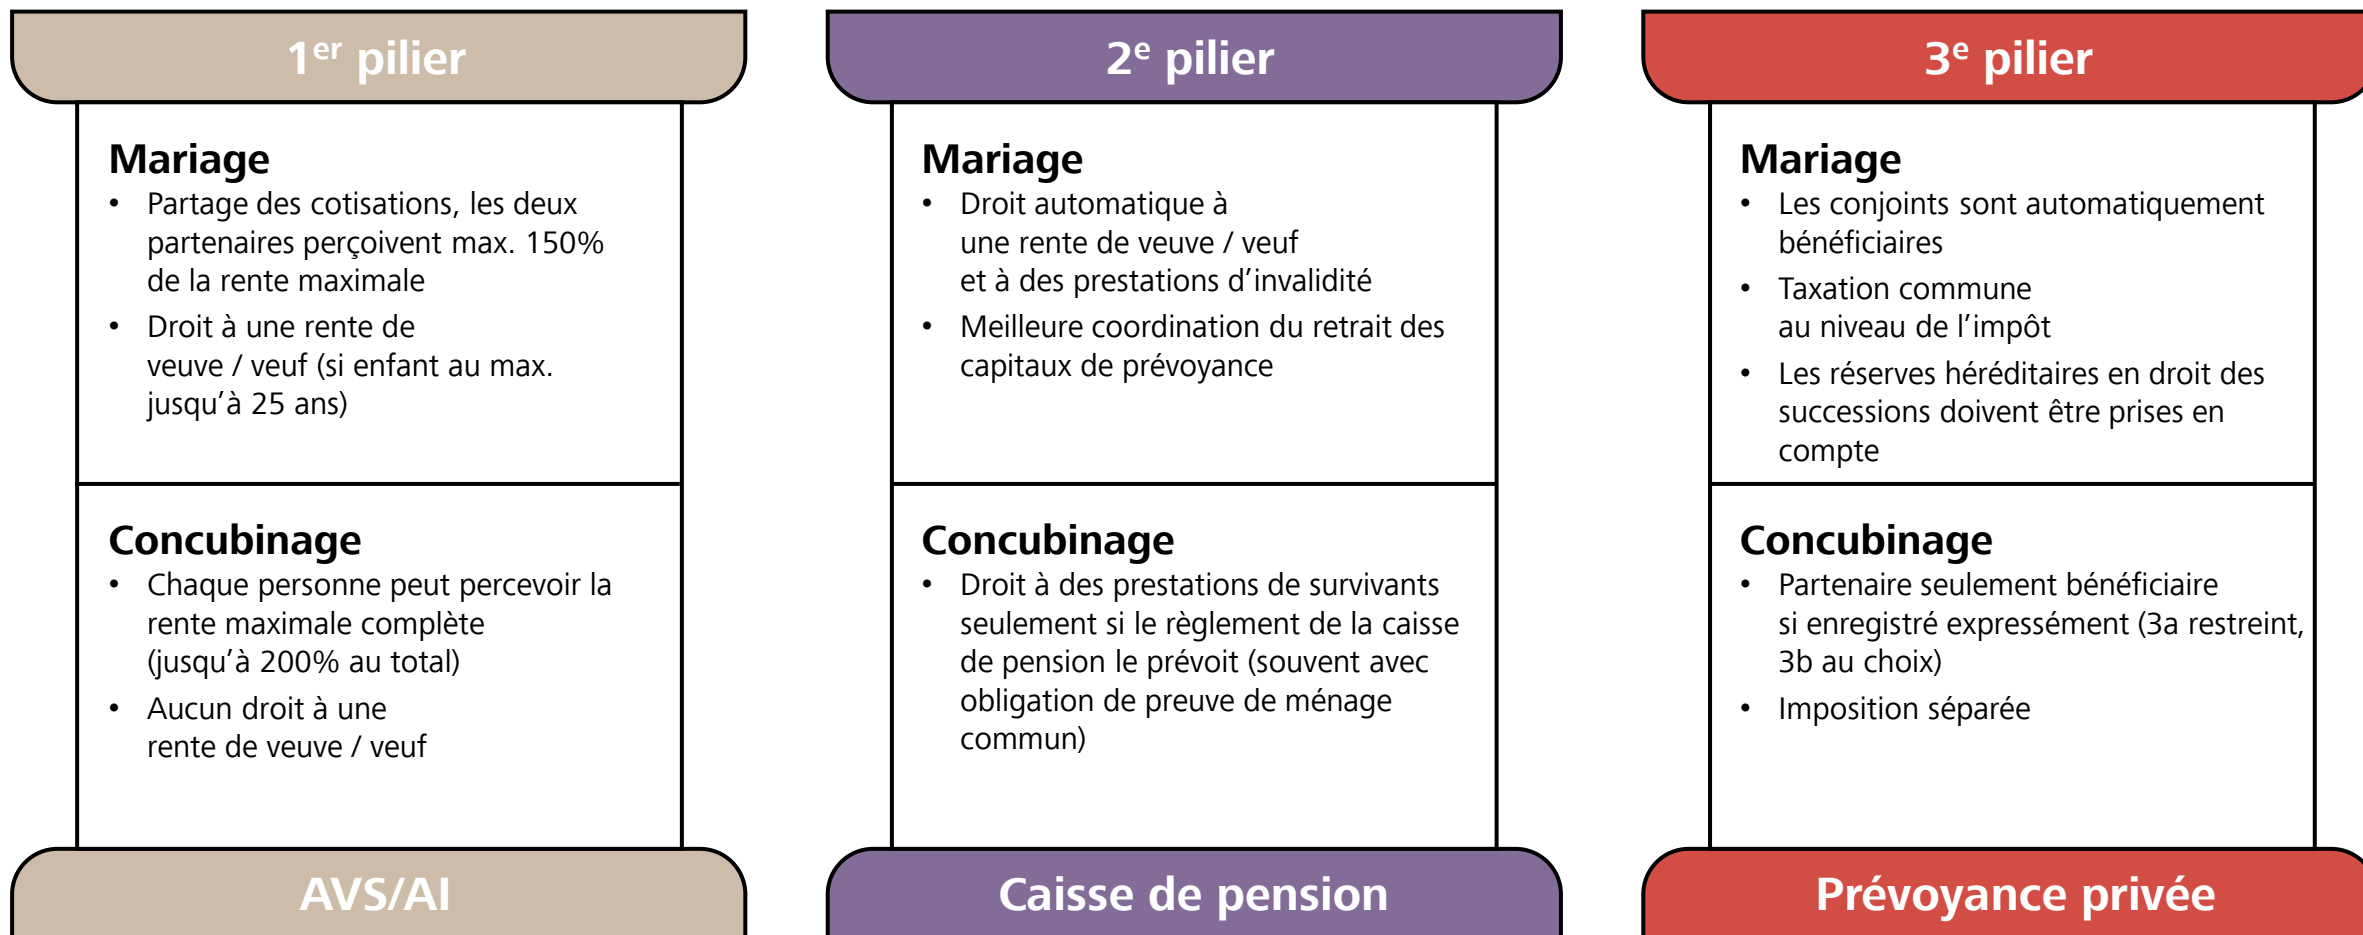 1er pilier
Mariage
• Partage des cotisations, les deux
partenaires perçoivent max. 150%
de la rente maximale
• Droit à une rente de
veuve / veuf (si enfant au max.
jusqu’à 25 ans)
Concubinage
• Chaque personne peut percevoir la
rente maximale complète
(jusqu’à 200% au total)
• Aucun droit à une
rente de veuve / veuf
AVS/AI
2e pilier
Mariage
• Droit automatique à
une rente de veuve / veuf
et à des prestations d’invalidité
• Meilleure coordination du retrait des
capitaux de prévoyance
Concubinage
• Droit à des prestations de survivants
seulement si le règlement de la caisse
de pension le prévoit (souvent avec
obligation de preuve de ménage
commun)
Caisse de pension
3e pilier
Mariage
• Les conjoints sont automatiquement
bénéficiaires
• Taxation commune
au niveau de l’impôt
• Les réserves héréditaires en droit des
successions doivent être prises en
compte
Concubinage
• Partenaire seulement bénéficiaire
si enregistré expressément (3a restreint,
3b au choix)
• Imposition séparée
Prévoyance privée